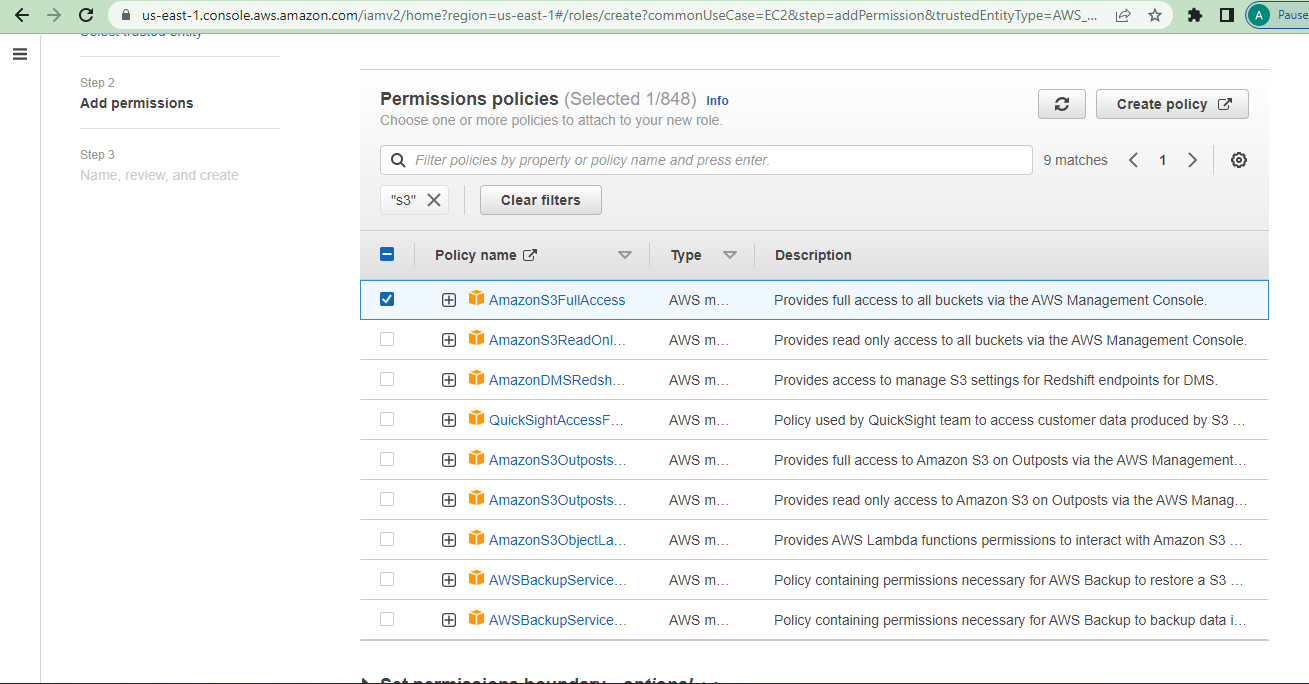 us-east-1.console.aws.amazon.com/iamv2/home?region=us-east-1#/roles/create?commonUseCase=EC2&step=addPermission&trustedEntityType=AWS_...
A Pause
Select trusted entity
Step 2
Add permissions
Step 3
Name, review, and create
Permissions policies (Selected 1/848) Info
Choose one or more policies to attach to your new role.
Create policy
Filter policies by property or policy name and press enter.
9 matches 1
"s3" Clear filters
Policy name Type Description
AmazonS3FullAccess AWS m... Provides full access to all buckets via the AWS Management Console.
AmazonS3ReadOnl... AWS m... Provides read only access to all buckets via the AWS Management Console.
AmazonDMSRedsh... AWS m... Provides access to manage S3 settings for Redshift endpoints for DMS.
QuickSightAccessF... AWS m... Policy used by QuickSight team to access customer data produced by S3 ...
AmazonS3Outposts... AWS m... Provides full access to Amazon S3 on Outposts via the AWS Management...
AmazonS3Outposts... AWS m... Provides read only access to Amazon S3 on Outposts via the AWS Manag...
AmazonS3ObjectLa... AWS m... Provides AWS Lambda functions permissions to interact with Amazon S3 ...
AWSBackupService... AWS m... Policy containing permissions necessary for AWS Backup to restore a S3 ...
AWSBackupService... AWS m... Policy containing permissions necessary for AWS Backup to backup data i...
Set permissions boundary - optional